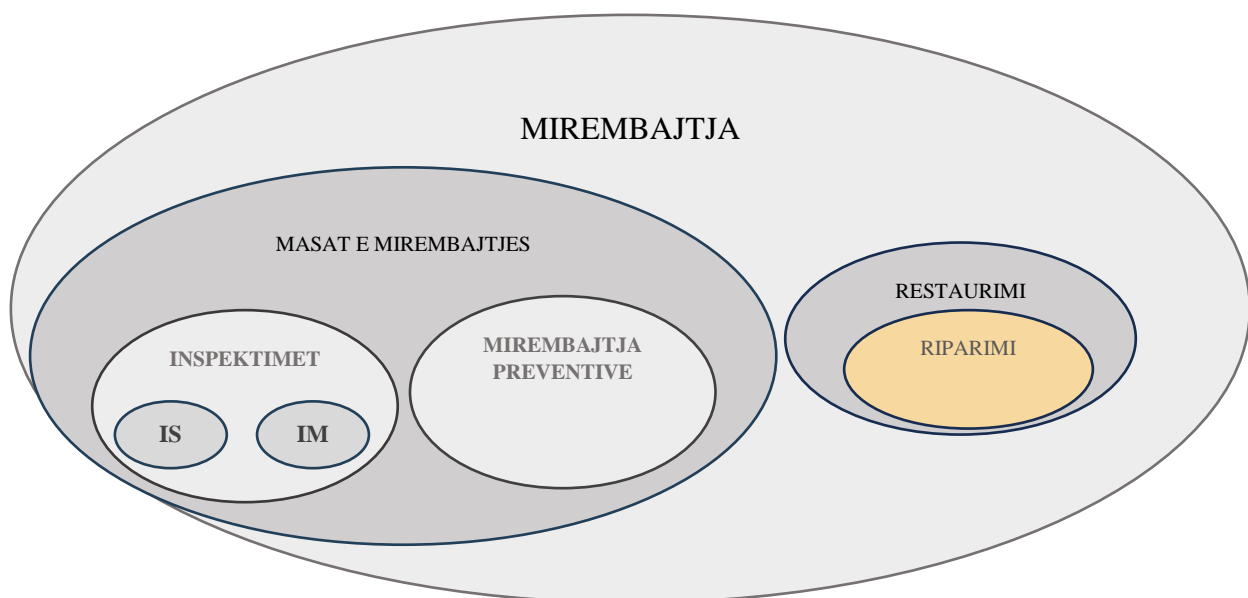 MIREMBAJTJA
MASAT E MIREMBAJTJES
RESTAURIMI
INSPEKTIMET
MIREMBAJTJA
PREVENTIVE
RIPARIMI
IS
IM